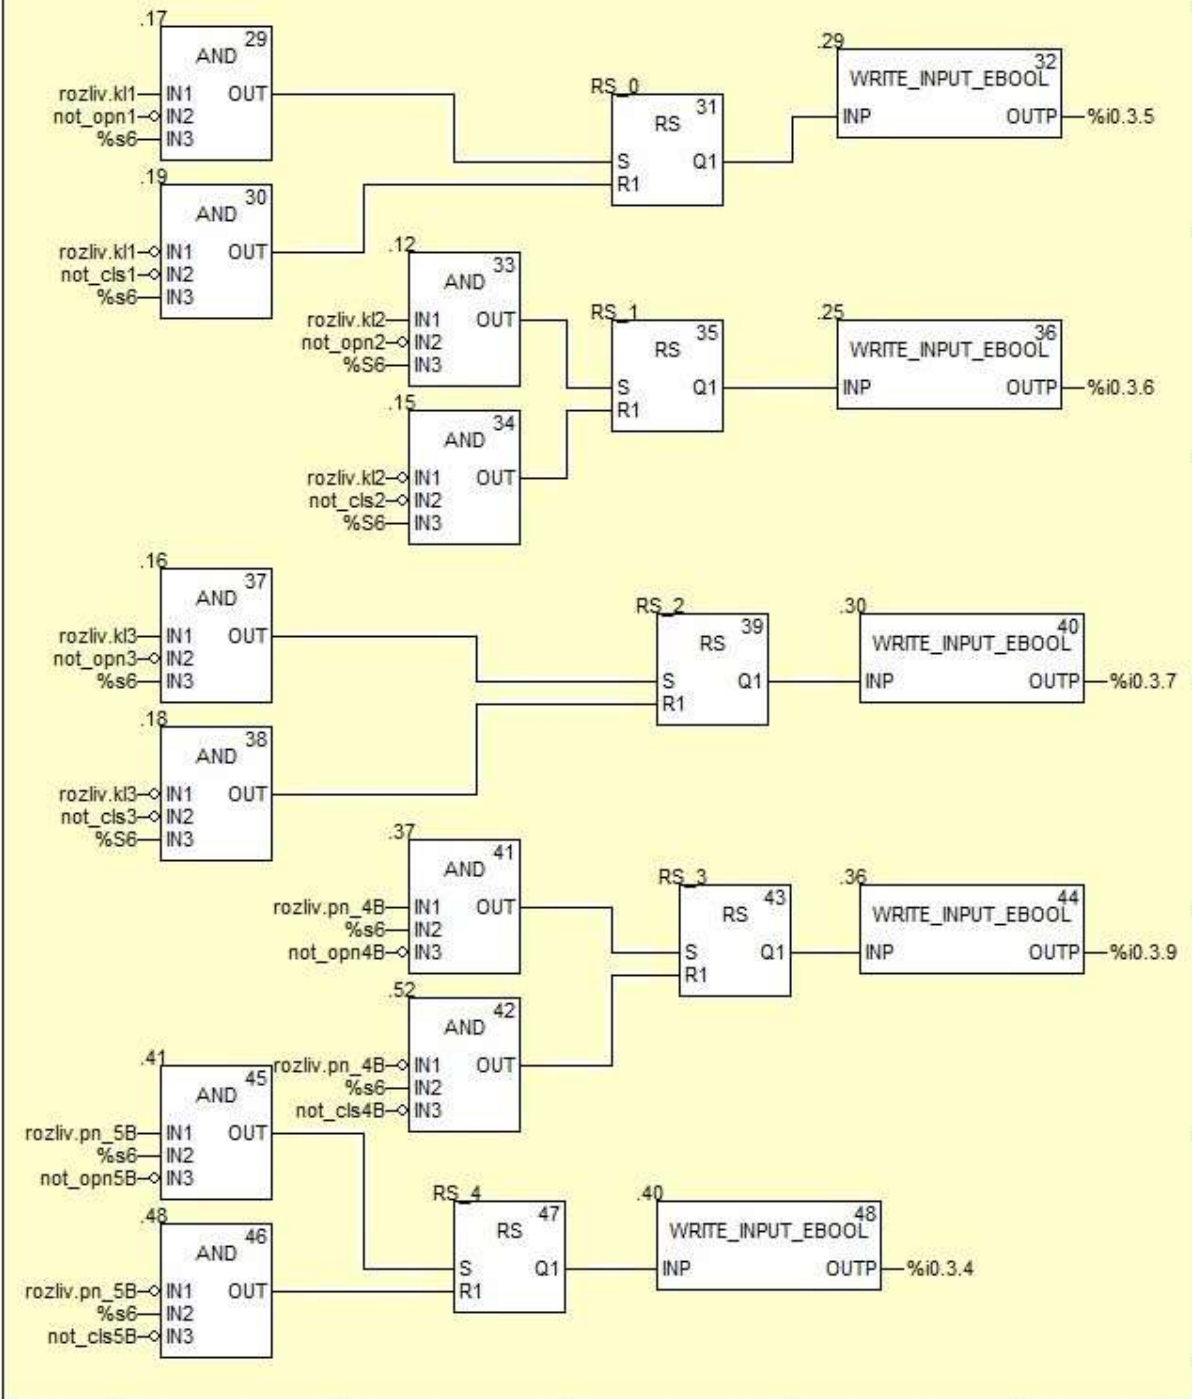 .17
29
AND
rozliv.kl1 IN1 OUT
not_opn1 IN2
%s6 IN3
.19
30
AND
rozliv.kl1 IN1 OUT
not_cls1 IN2
%s6 IN3
RS_0
31
RS
S Q1
R1
.29
32
WRITE_INPUT_EBOOL
INP OUTP %i0.3.5
.12
33
AND
rozliv.kl2 IN1 OUT
not_opn2 IN2
%S6 IN3
.15
34
AND
rozliv.kl2 IN1 OUT
not_cls2 IN2
%S6 IN3
RS_1
35
RS
S Q1
R1
.25
36
WRITE_INPUT_EBOOL
INP OUTP %i0.3.6
.16
37
AND
rozliv.kl3 IN1 OUT
not_opn3 IN2
%s6 IN3
.18
38
AND
rozliv.kl3 IN1 OUT
not_cls3 IN2
%S6 IN3
RS_2
39
RS
S Q1
R1
.30
40
WRITE_INPUT_EBOOL
INP OUTP %i0.3.7
.37
41
AND
rozliv.pn_4B IN1 OUT
%s6 IN2
not_opn4B IN3
.52
42
AND
rozliv.pn_4B IN1 OUT
%s6 IN2
not_cls4B IN3
RS_3
43
RS
S Q1
R1
.36
44
WRITE_INPUT_EBOOL
INP OUTP %i0.3.9
.41
45
AND
rozliv.pn_5B IN1 OUT
%s6 IN2
not_opn5B IN3
.48
46
AND
rozliv.pn_5B IN1 OUT
%s6 IN2
not_cls5B IN3
RS_4
47
RS
S Q1
R1
.40
48
WRITE_INPUT_EBOOL
INP OUTP %i0.3.4